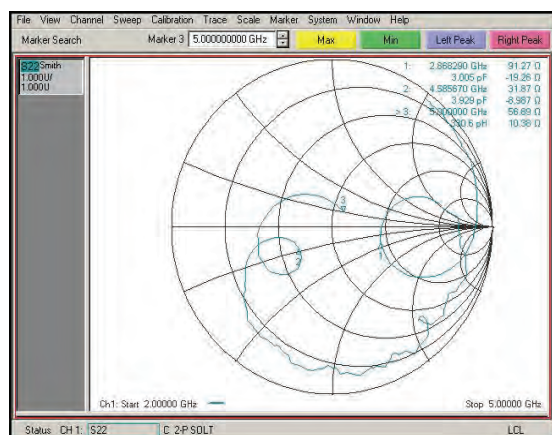 File View Channel Sweep Calibration Trace Scale Marker System Window Help
Marker Search Marker 3 5.000000000 GHz Max Min Left Peak Right Peak
S22 Smith
1.000U/
1.000U
1: 2.868290 GHz 91.27 Ω
3.005 pF -19.26 Ω
2: 4.585670 GHz 31.87 Ω
3.929 pF -8.987 Ω
> 3: 5.000000 GHz 56.69 Ω
330.6 pH 10.38 Ω
3
2
1
Ch1: Start 2.00000 GHz Stop 5.00000 GHz
Status CH 1: S22 C 2-P SOLT LCL